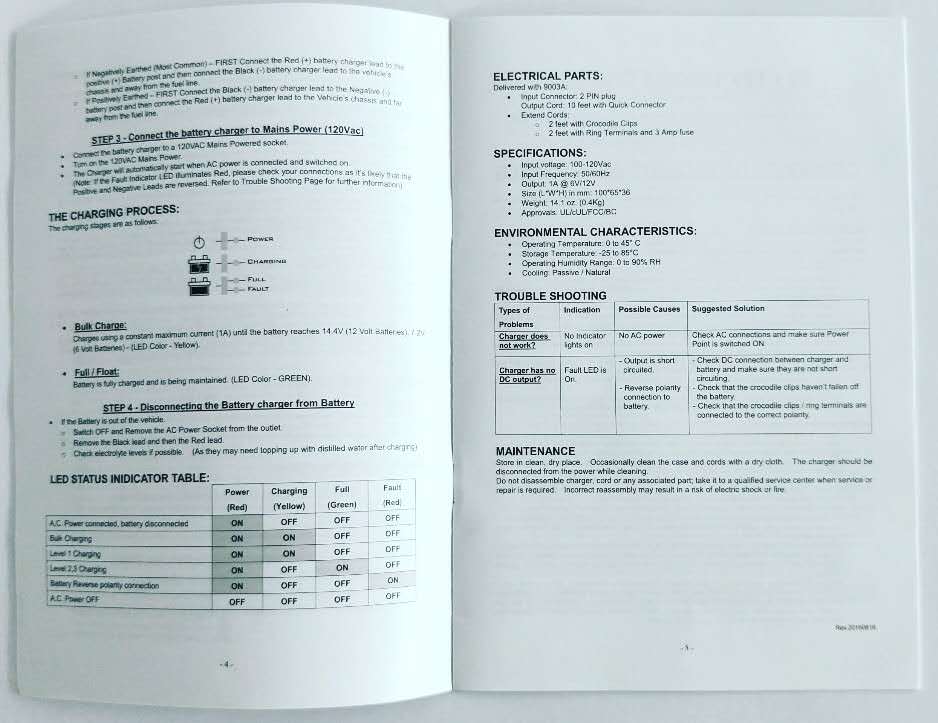 o If Negatively Earthed (Most Common) – FIRST Connect the Red (+) battery charger lead to the
positive (+) Battery post and then connect the Black (-) battery charger lead to the vehicle's
chassis and away from the fuel line.
o If Positively Earthed – FIRST Connect the Black (-) battery charger lead to the Negative (-)
battery post and then connect the Red (+) battery charger lead to the Vehicle's chassis and far
away from the fuel line.
STEP 3 - Connect the battery charger to Mains Power (120Vac)
• Connect the battery charger to a 120VAC Mains Powered socket.
• Turn on the 120VAC Mains Power.
• The Charger will automatically start when AC power is connected and switched on.
(Note: If the Fault Indicator LED illuminates Red, please check your connections as it's likely that the
Positive and Negative Leads are reversed. Refer to Trouble Shooting Page for further information)
THE CHARGING PROCESS:
The charging stages are as follows:
POWER
CHARGING
FULL
FAULT
• Bulk Charge:
Charges using a constant maximum current (1A) until the battery reaches 14.4V (12 Volt Batteries), / 2V
(6 Volt Batteries) - (LED Color - Yellow).
• Full / Float:
Battery is fully charged and is being maintained. (LED Color - GREEN).
STEP 4 - Disconnecting the Battery charger from Battery
• If the Battery is out of the vehicle.
o Switch OFF and Remove the AC Power Socket from the outlet.
o Remove the Black lead and then the Red lead.
o Check electrolyte levels if possible. (As they may need topping up with distilled water after charging)
LED STATUS INIDICATOR TABLE:
Power (Red) Charging (Yellow) Full (Green) Fault (Red)
A.C. Power connected, battery disconnected ON OFF OFF OFF
Bulk Charging ON ON OFF OFF
Level 1 Charging ON ON OFF OFF
Level 2,3 Charging ON OFF ON OFF
Battery Reverse polarity connection ON OFF OFF ON
A.C. Power OFF OFF OFF OFF OFF
-4-
ELECTRICAL PARTS:
Delivered with 9003A:
• Input Connector: 2 PIN plug
Output Cord: 10 feet with Quick Connector
• Extend Cords:
o 2 feet with Crocodile Clips
o 2 feet with Ring Terminals and 3 Amp fuse
SPECIFICATIONS:
• Input voltage: 100-120Vac
• Input Frequency: 50/60Hz
• Output: 1A @ 6V/12V
• Size (L*W*H) in mm: 100*65*36
• Weight: 14.1 oz. (0.4Kg)
• Approvals: UL/cUL/FCC/BC
ENVIRONMENTAL CHARACTERISTICS:
• Operating Temperature: 0 to 45° C
• Storage Temperature: -25 to 85°C
• Operating Humidity Range: 0 to 90% RH
• Cooling: Passive / Natural
TROUBLE SHOOTING
Types of Problems Indication Possible Causes Suggested Solution
Charger does not work? No Indicator lights on No AC power Check AC connections and make sure Power
Point is switched ON.
Charger has no DC output? Fault LED is On. - Output is short circuited.
- Reverse polarity connection to battery.
- Check DC connection between charger and
battery and make sure they are not short
circuiting.
- Check that the crocodile clips haven't fallen off
the battery.
- Check that the crocodile clips / ring terminals are
connected to the correct polarity.
MAINTENANCE
Store in clean, dry place. Occasionally clean the case and cords with a dry cloth. The charger should be
disconnected from the power while cleaning.
Do not disassemble charger, cord or any associated part; take it to a qualified service center when service or
repair is required. Incorrect reassembly may result in a risk of electric shock or fire.
-5-